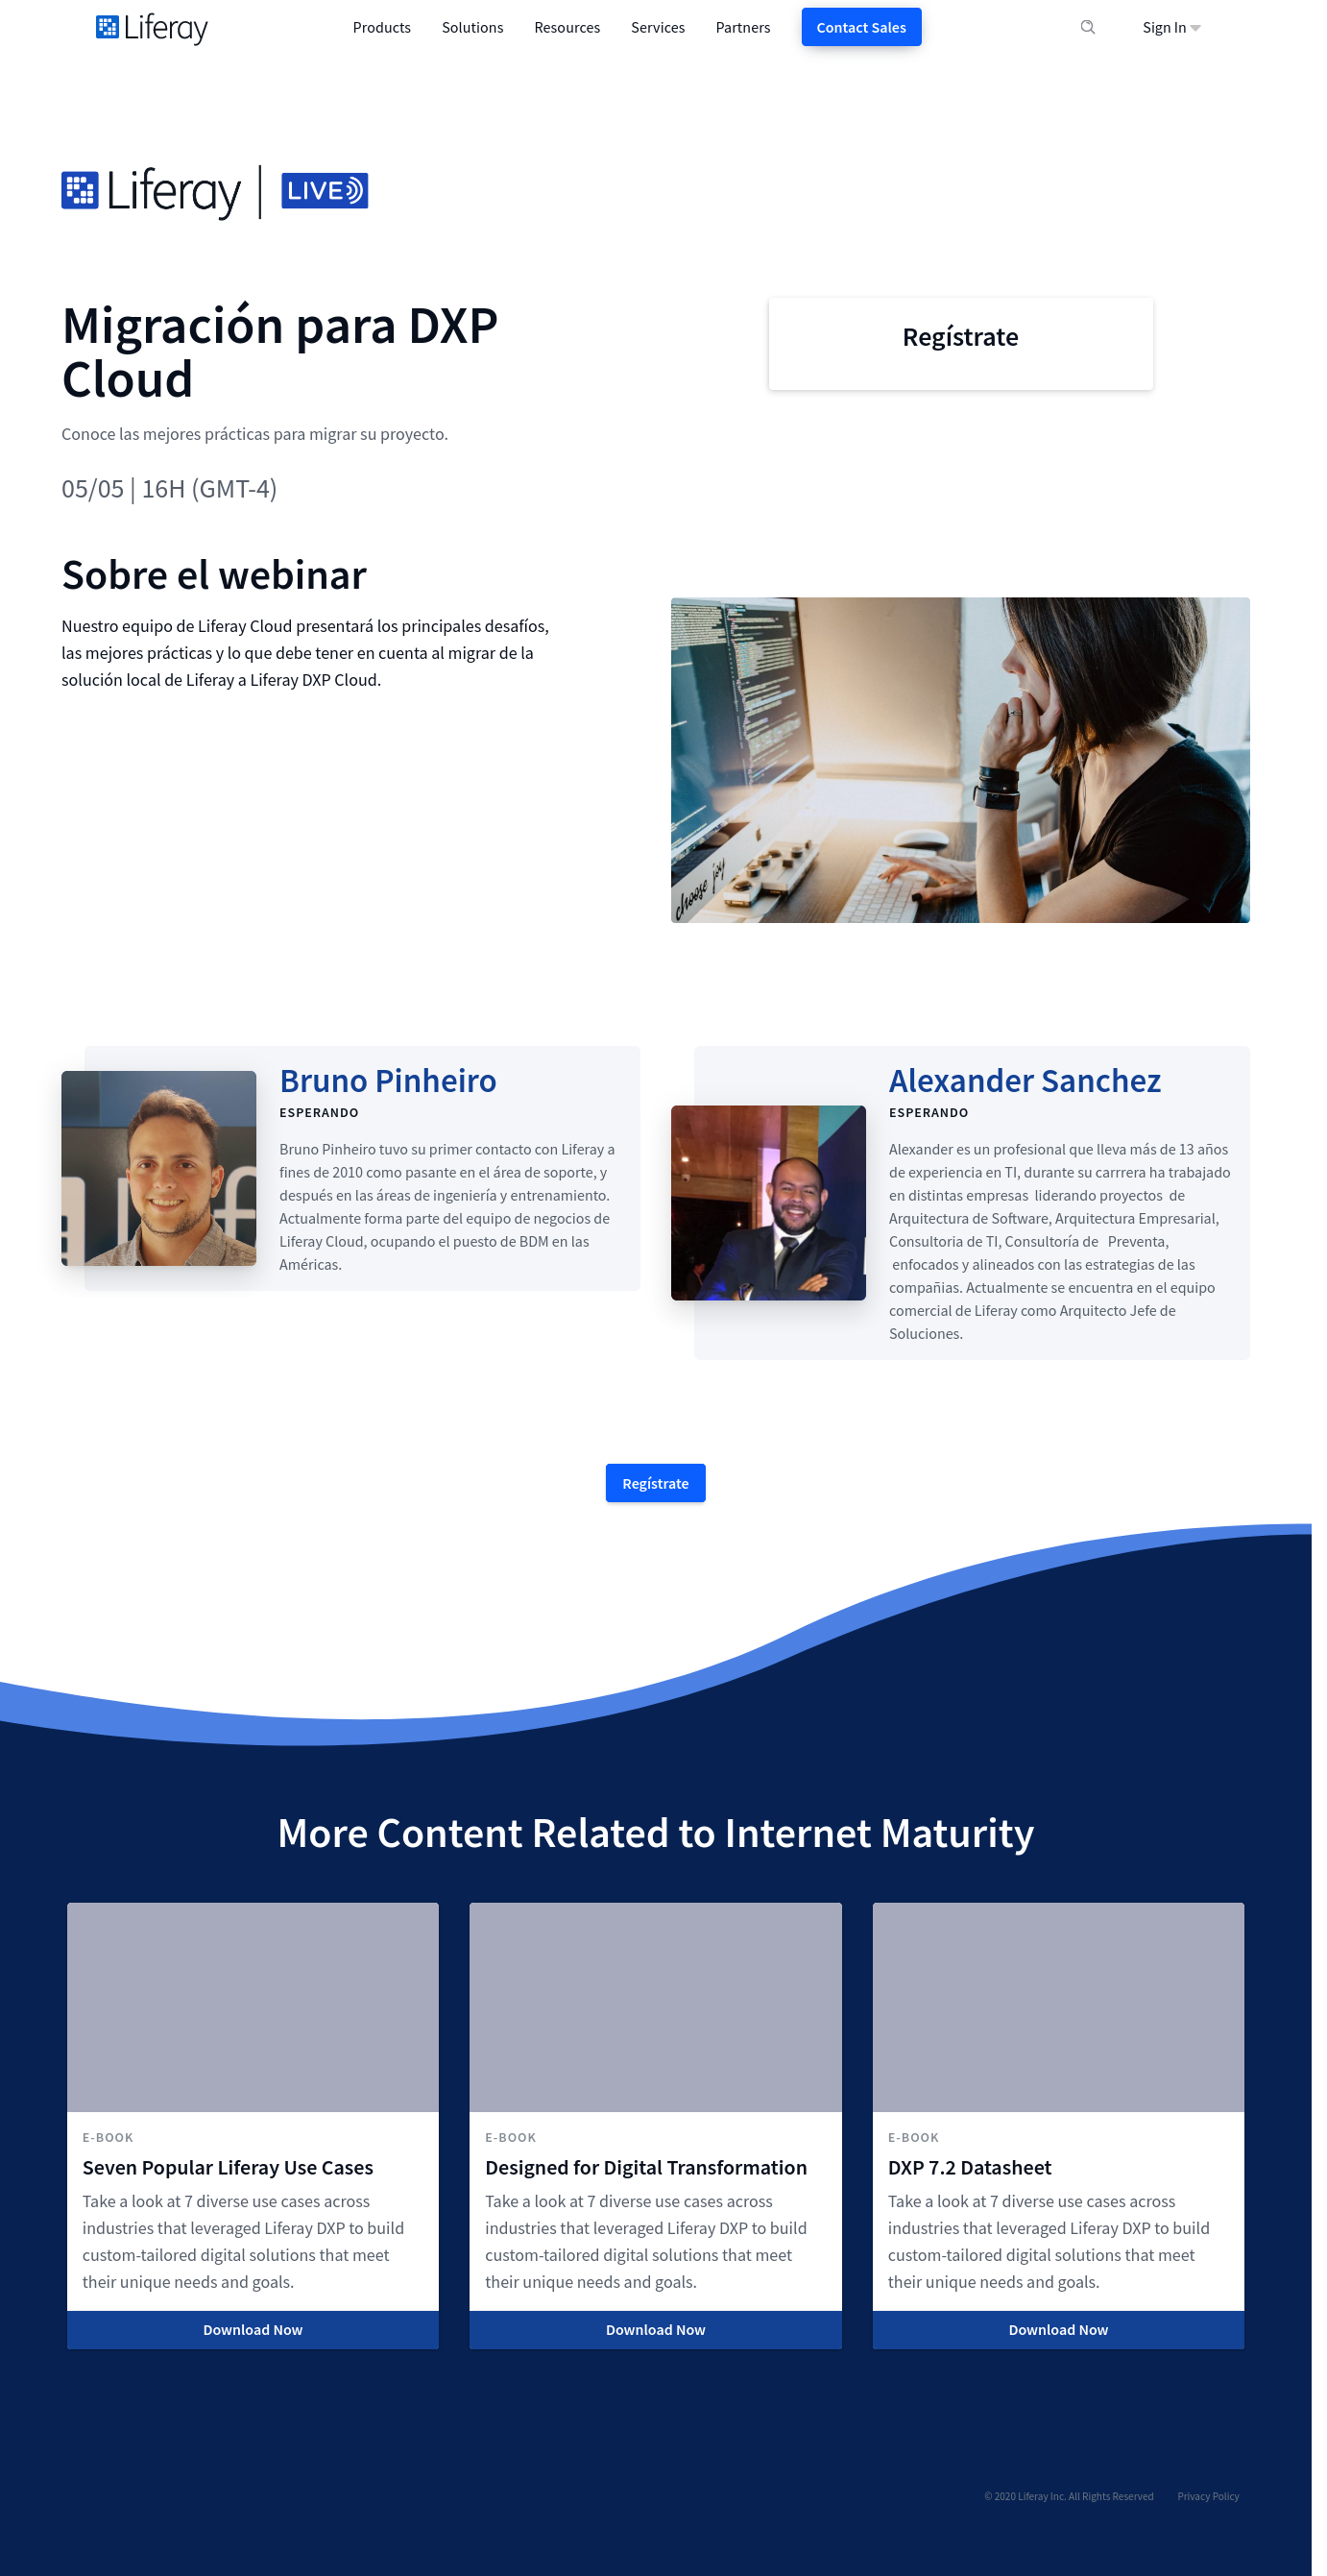 Liferay
Products
Solutions
Resources
Services
Partners
Contact Sales
Sign In
Liferay | LIVE
Migración para DXP
Cloud
Conoce las mejores prácticas para migrar su proyecto.
05/05 | 16H (GMT-4)
Regístrate
Sobre el webinar
Nuestro equipo de Liferay Cloud presentará los principales desafíos,
las mejores prácticas y lo que debe tener en cuenta al migrar de la
solución local de Liferay a Liferay DXP Cloud.
choose joy
Bruno Pinheiro
ESPERANDO
Bruno Pinheiro tuvo su primer contacto con Liferay a
fines de 2010 como pasante en el área de soporte, y
después en las áreas de ingeniería y entrenamiento.
Actualmente forma parte del equipo de negocios de
Liferay Cloud, ocupando el puesto de BDM en las
Américas.
Alexander Sanchez
ESPERANDO
Alexander es un profesional que lleva más de 13 años
de experiencia en TI, durante su carrrera ha trabajado
en distintas empresas liderando proyectos de
Arquitectura de Software, Arquitectura Empresarial,
Consultoria de TI, Consultoría de Preventa,
enfocados y alineados con las estrategias de las
compañias. Actualmente se encuentra en el equipo
comercial de Liferay como Arquitecto Jefe de
Soluciones.
Regístrate
More Content Related to Internet Maturity
E-BOOK
Seven Popular Liferay Use Cases
Take a look at 7 diverse use cases across
industries that leveraged Liferay DXP to build
custom-tailored digital solutions that meet
their unique needs and goals.
Download Now
E-BOOK
Designed for Digital Transformation
Take a look at 7 diverse use cases across
industries that leveraged Liferay DXP to build
custom-tailored digital solutions that meet
their unique needs and goals.
Download Now
E-BOOK
DXP 7.2 Datasheet
Take a look at 7 diverse use cases across
industries that leveraged Liferay DXP to build
custom-tailored digital solutions that meet
their unique needs and goals.
Download Now
© 2020 Liferay Inc. All Rights Reserved
Privacy Policy